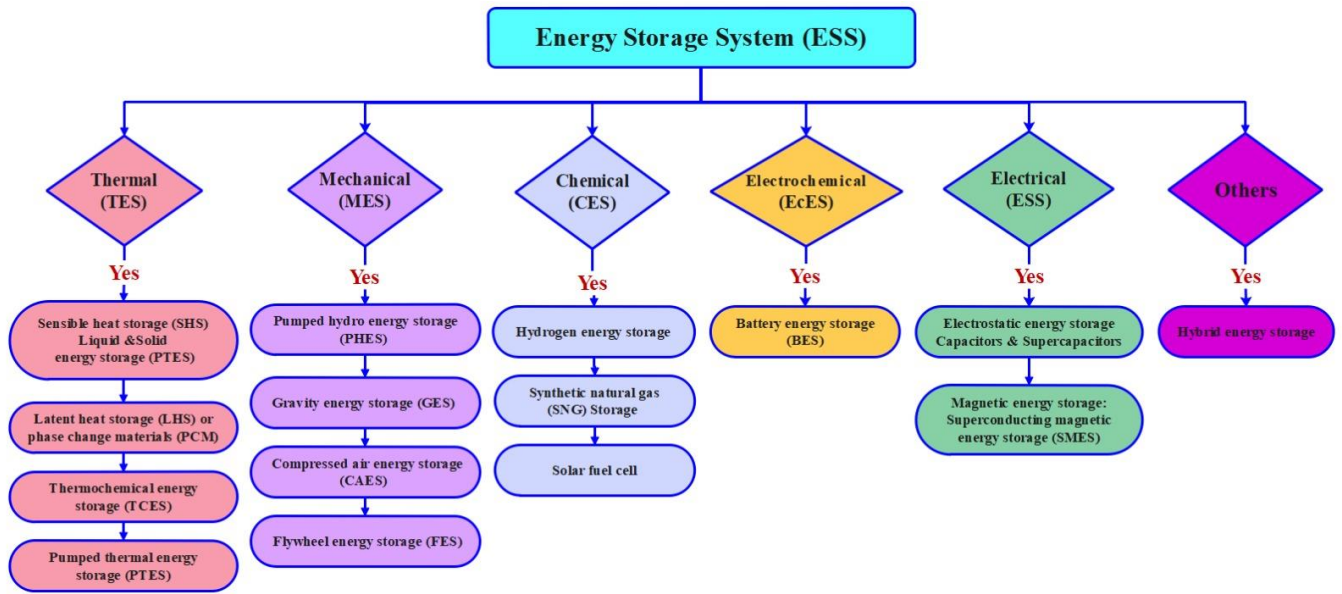 Energy Storage System (ESS)
Thermal
(TES)
Yes
Sensible heat storage (SHS)
Liquid &Solid
energy storage (PTES)
Latent heat storage (LHS) or
phase change materials (PCM)
Thermochemical energy
storage (TCES)
Pumped thermal energy
storage (PTES)
Mechanical
(MES)
Yes
Pumped hydro energy storage
(PHES)
Gravity energy storage (GES)
Compressed air energy storage
(CAES)
Flywheel energy storage (FES)
Chemical
(CES)
Yes
Hydrogen energy storage
Synthetic natural gas
(SNG) Storage
Solar fuel cell
Electrochemical
(EcES)
Yes
Battery energy storage
(BES)
Electrical
(ESS)
Yes
Electrostatic energy storage
Capacitors & Supercapacitors
Magnetic energy storage:
Superconducting magnetic
energy storage (SMES)
Others
Yes
Hybrid energy storage